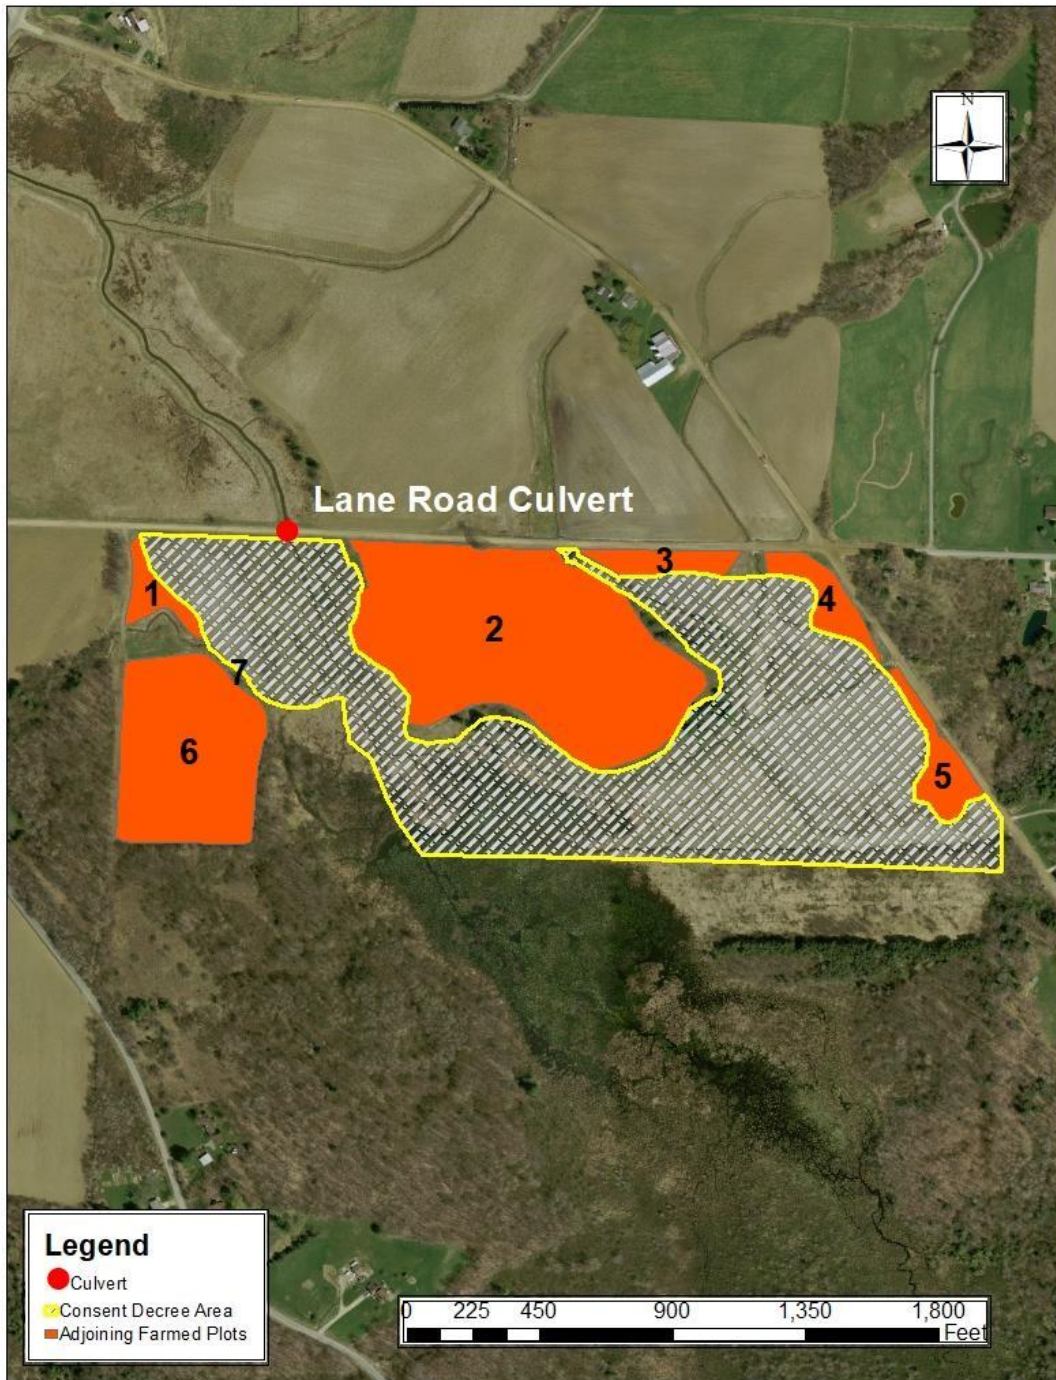 N
Lane Road Culvert
3
1
4
2
7
6
5
Legend
Culvert
Consent Decree Area
Adjoining Farmed Plots
0 225 450 900 1,350 1,800
Feet